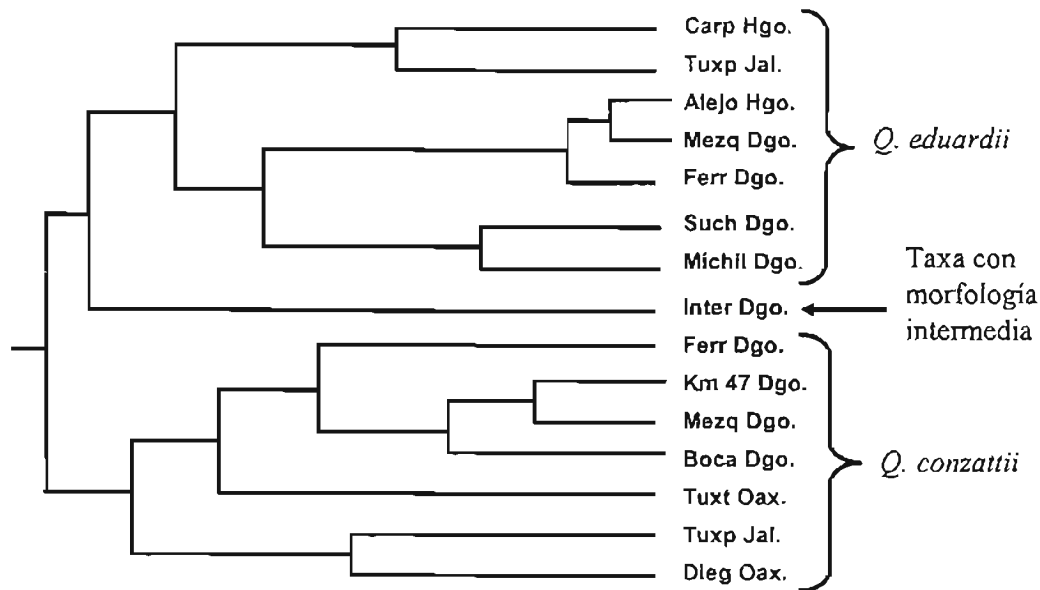 Carp Hgo.
Tuxp Jal.
Alejo Hgo.
Mezq Dgo.
Ferr Dgo.
Such Dgo.
Michil Dgo.
Q. eduardii
Inter Dgo.
Taxa con
morfología
intermedia
Ferr Dgo.
Km 47 Dgo.
Mezq Dgo.
Boca Dgo.
Tuxt Oax.
Tuxp Jal.
Dieg Oax.
Q. conzattii